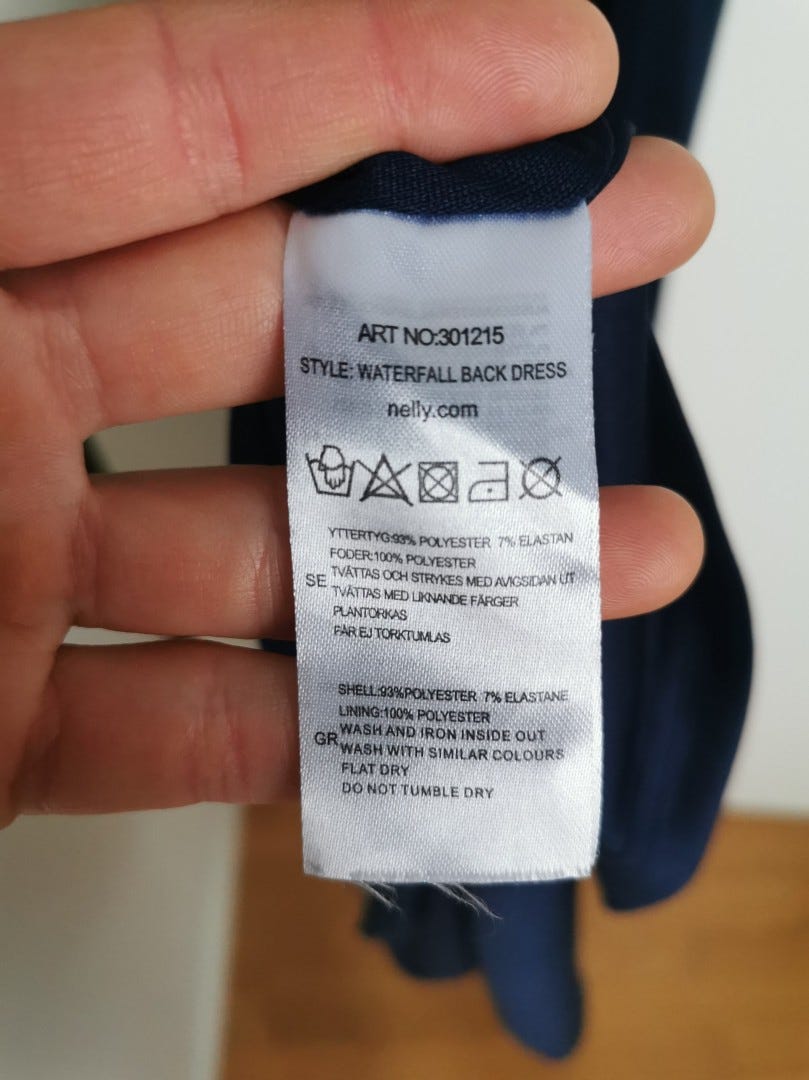 ART NO:301215
STYLE: WATERFALL BACK DRESS
nelly.com
YTTERTYG:93% POLYESTER 7% ELASTAN
FODER:100% POLYESTER
SE TVÄTTAS OCH STRYKES MED AVIGSIDAN UT
TVÄTTAS MED LIKNANDE FÄRGER
PLANTORKAS
FÅR EJ TORKTUMLAS
SHELL:93%POLYESTER 7% ELASTANE
LINING:100% POLYESTER
GR WASH AND IRON INSIDE OUT
WASH WITH SIMILAR COLOURS
FLAT DRY
DO NOT TUMBLE DRY